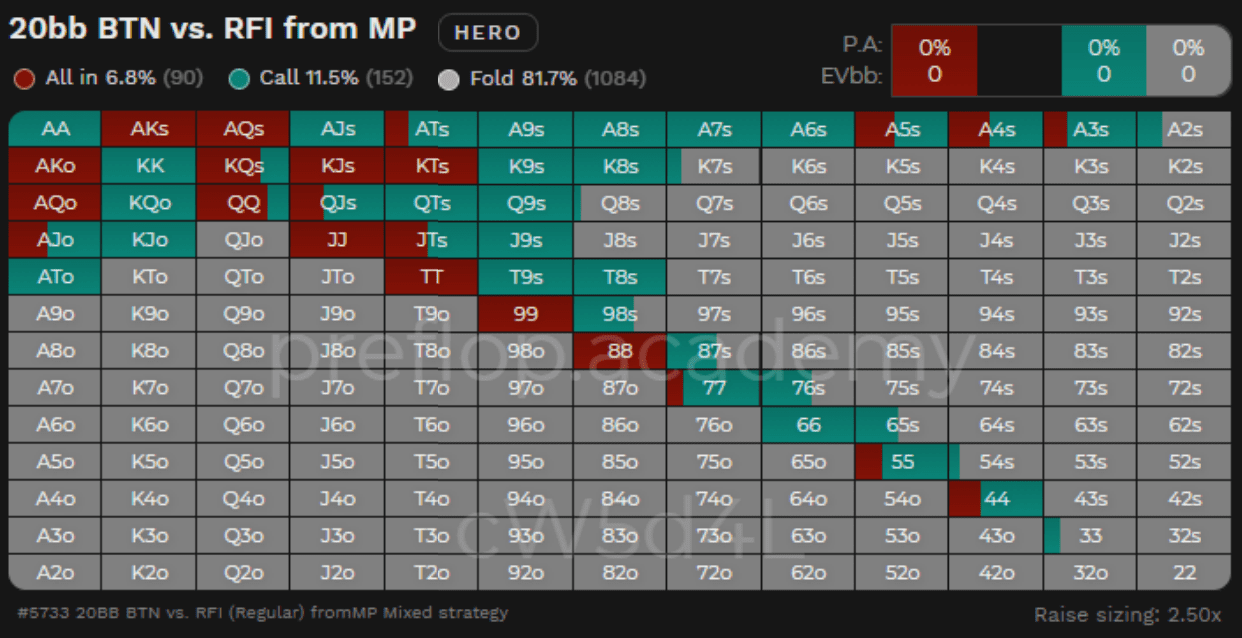 20bb BTN vs. RFI from MP HERO
All in 6.8% (90) Call 11.5% (152) Fold 81.7% (1084)
P.A: 0% 0% 0%
EVbb: 0 0 0
AA AKs AQs AJs ATs A9s A8s A7s A6s A5s A4s A3s A2s
AKo KK KQs KJs KTs K9s K8s K7s K6s K5s K4s K3s K2s
AQo KQo QQ QJs QTs Q9s Q8s Q7s Q6s Q5s Q4s Q3s Q2s
AJo KJo QJo JJ JTs J9s J8s J7s J6s J5s J4s J3s J2s
ATo KTo QTo JTo TT T9s T8s T7s T6s T5s T4s T3s T2s
A9o K9o Q9o J9o T9o 99 98s 97s 96s 95s 94s 93s 92s
A8o K8o Q8o J8o T8o 98o 88 87s 86s 85s 84s 83s 82s
preflop.academy
A7o K7o Q7o J7o T7o 97o 87o 77 76s 75s 74s 73s 72s
A6o K6o Q6o J6o T6o 96o 86o 76o 66 65s 64s 63s 62s
A5o K5o Q5o J5o T5o 95o 85o 75o 65o 55 54s 53s 52s
A4o K4o Q4o J4o T4o 94o 84o 74o 64o 54o 44 43s 42s
cW5d4L
A3o K3o Q3o J3o T3o 93o 83o 73o 63o 53o 43o 33 32s
A2o K2o Q2o J2o T2o 92o 82o 72o 62o 52o 42o 32o 22
#5733 20BB BTN vs. RFI (Regular) fromMP Mixed strategy
Raise sizing: 2.50x